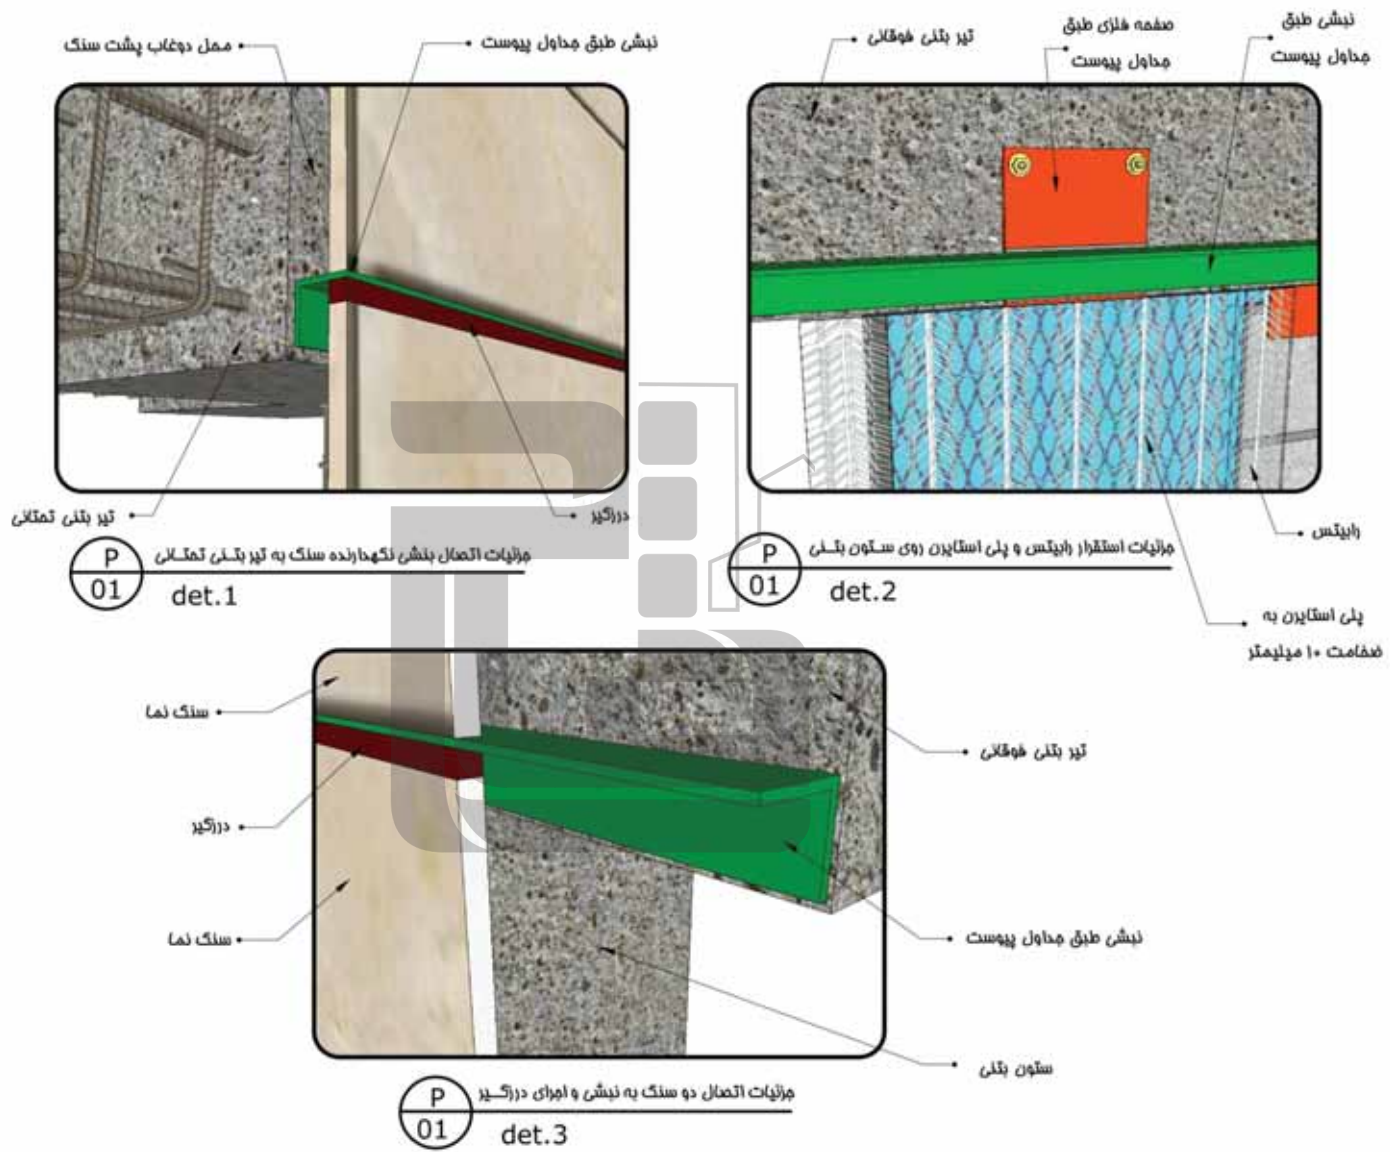 محل دوغاب پشت سنگ
نبشی طبق جداول پیوست
تیر بتنی تحتانی
درزگیر
P
01
جزئیات اتصال بنشی نگهدارنده سنگ به تیر بتنی تحتانی
det.1
تیر بتنی فوقانی
صفحه فلزی طبق
جداول پیوست
نبشی طبق
جداول پیوست
رابیتس
پلی استایرن به
ضخامت ۱۰ میلیمتر
P
01
جزئیات استقرار رابیتس و پلی استایرن روی ستون بتنی
det.2
سنگ نما
درزگیر
سنگ نما
تیر بتنی فوقانی
نبشی طبق جداول پیوست
ستون بتنی
P
01
جزئیات اتصال دو سنگ به نبشی و اجرای درزگیر
det.3